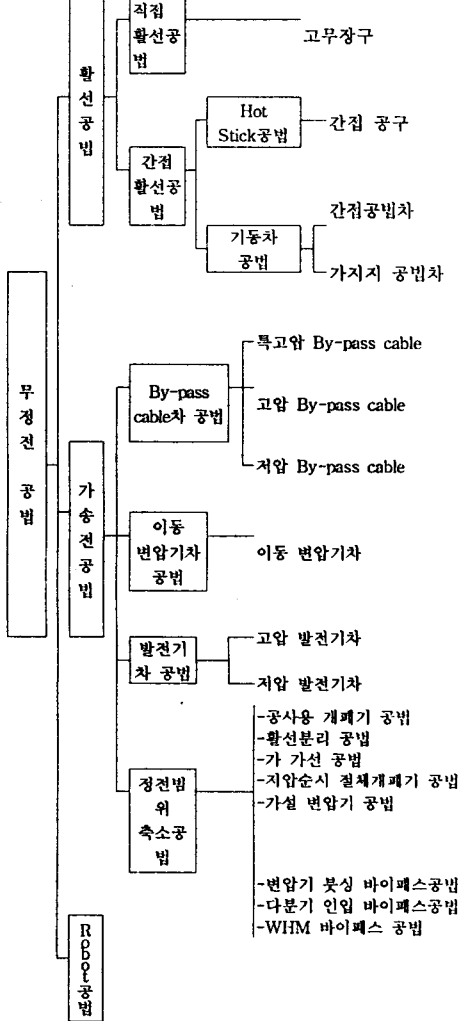 직접
활선공
법
고무장구
활
선
공
법
Hot
Stick공법
간접 공구
간접
활선공
법
기동차
공법
간접공법차
가지지 공법차
무
정
전
공
법
By-pass
cable차 공법
특고압 By-pass cable
고압 By-pass cable
저압 By-pass cable
가
송
전
공
법
이동
변압기차
공법
이동 변압기차
발전기
차 공법
고압 발전기차
저압 발전기차
정전범
위
축소공
법
-공사용 개폐기 공법
-활선분리 공법
-가 가선 공법
-저압순시 절체개폐기 공법
-가설 변압기 공법
-변압기 붓싱 바이패스공법
-다분기 인입 바이패스공법
-WHM 바이패스 공법
Robot공법